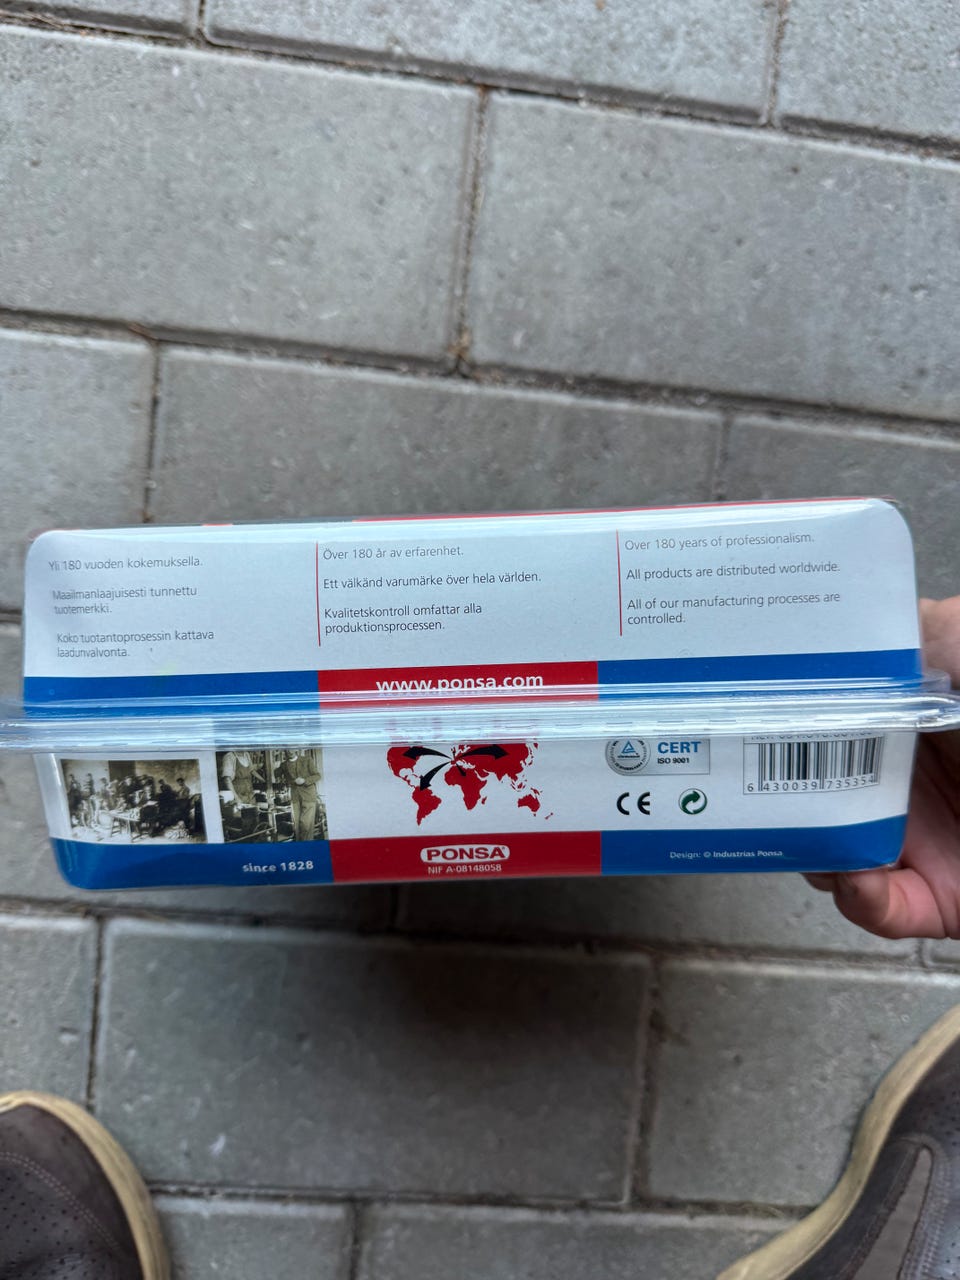 Yli 180 vuoden kokemuksella.
Maailmanlaajuisesti tunnettu
tuotemerkki.
Koko tuotantoprosessin kattava
laadunvalvonta.
Över 180 år av erfarenhet.
Ett välkänd varumärke över hela världen.
Kvalitetskontroll omfattar alla
produktionsprocessen.
Over 180 years of professionalism.
All products are distributed worldwide.
All of our manufacturing processes are
controlled.
www.ponsa.com
CERT
ISO 9001
CE
6 430039 735354
since 1828
PONSA
NIF A-08148058
Design: © Industrias Ponsa